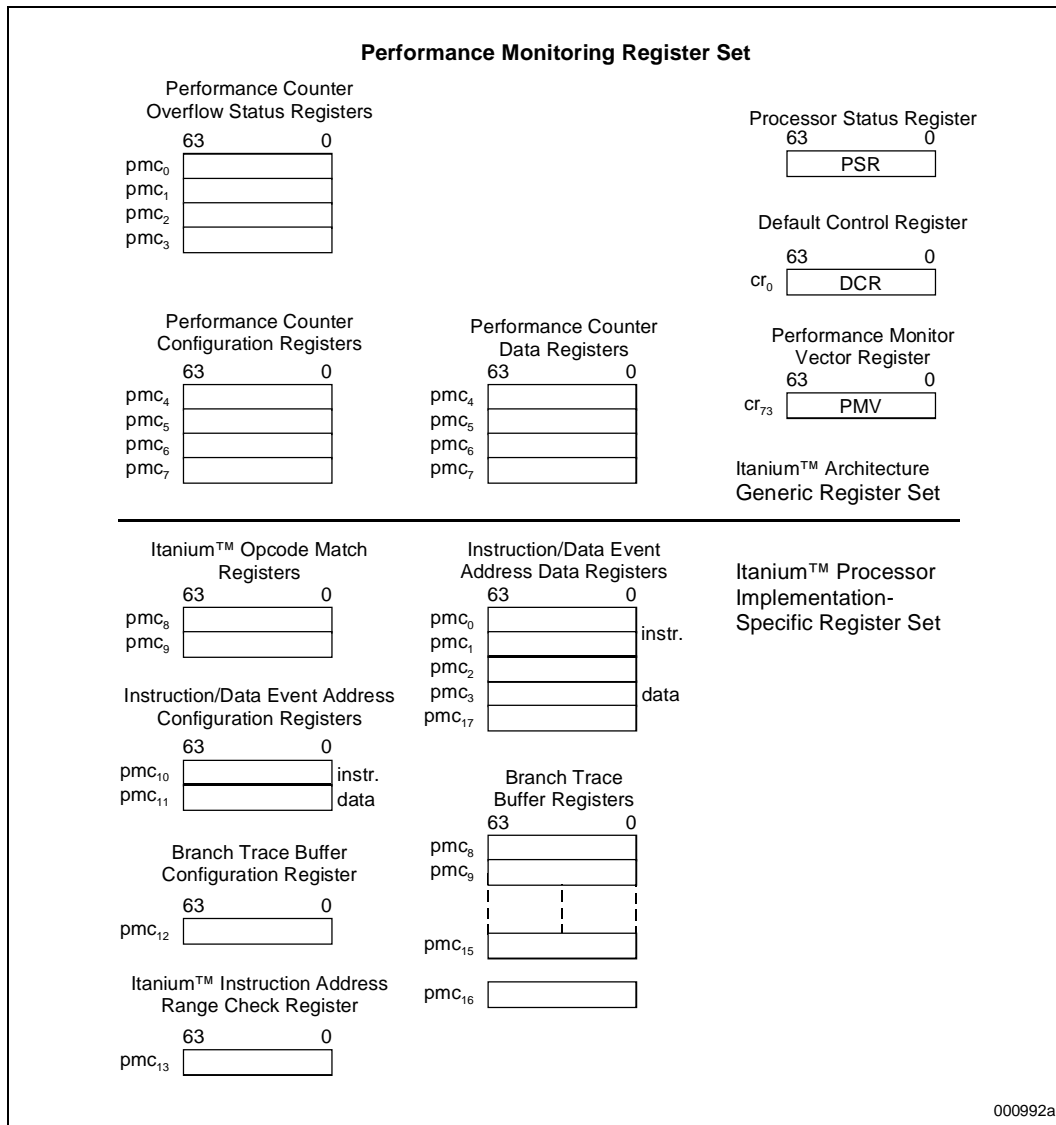 Performance Monitoring Register Set
Performance Counter
Overflow Status Registers
63 0
pmc₀
pmc₁
pmc₂
pmc₃
Processor Status Register
63 0
PSR
Default Control Register
63 0
cr₀ DCR
Performance Counter
Configuration Registers
63 0
pmc₄
pmc₅
pmc₆
pmc₇
Performance Counter
Data Registers
63 0
pmc₄
pmc₅
pmc₆
pmc₇
Performance Monitor
Vector Register
63 0
cr₇₃ PMV
Itanium™ Architecture
Generic Register Set
Itanium™ Opcode Match
Registers
63 0
pmc₈
pmc₉
Instruction/Data Event Address
Configuration Registers
63 0
pmc₁₀ instr.
pmc₁₁ data
Branch Trace Buffer
Configuration Register
63 0
pmc₁₂
Itanium™ Instruction Address
Range Check Register
63 0
pmc₁₃
Instruction/Data Event
Address Data Registers
63 0
pmc₀
pmc₁ instr.
pmc₂
pmc₃ data
pmc₁₇
Branch Trace
Buffer Registers
63 0
pmc₈
pmc₉
pmc₁₅
pmc₁₆
Itanium™ Processor
Implementation-
Specific Register Set
000992a